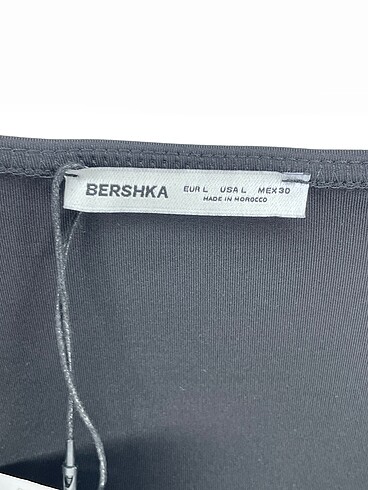 BERSHKA EUR L USA L MEX 30
MADE IN MOROCCO